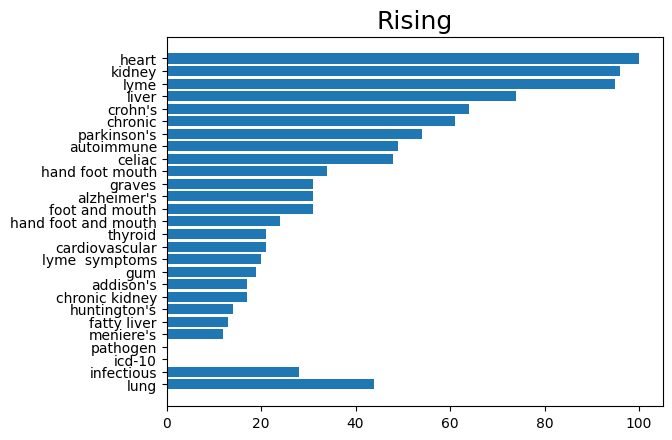 Rising
heart
kidney
lyme
liver
crohn's
chronic
parkinson's
autoimmune
celiac
hand foot mouth
graves
alzheimer's
foot and mouth
hand foot and mouth
thyroid
cardiovascular
lyme  symptoms
gum
addison's
chronic kidney
huntington's
fatty liver
meniere's
pathogen
icd-10
infectious
lung
0 20 40 60 80 100